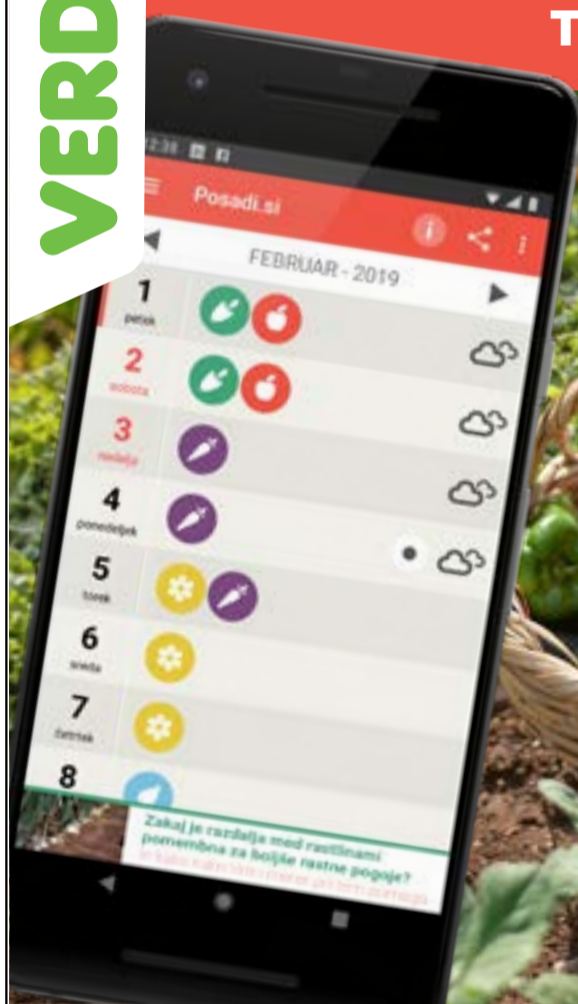 VERD
T
12:38
Posadi.si
FEBRUAR - 2019
1
petek
2
sobota
3
nedelja
4
ponedeljek
5
torek
6
sreda
7
četrtek
8
Zakaj je razdalja med rastlinami
pomembna za boljše rastne pogoje?